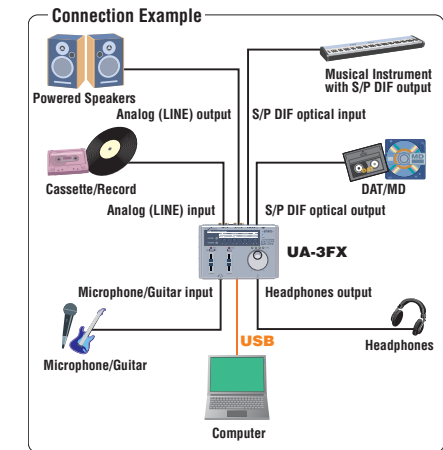 Connection Example
Powered Speakers
Musical Instrument
with S/P DIF output
Analog (LINE) output
S/P DIF optical input
MD
Cassette/Record
DAT/MD
Analog (LINE) input
S/P DIF optical output
UA-3FX
Microphone/Guitar input
Headphones output
USB
Microphone/Guitar
Headphones
Computer